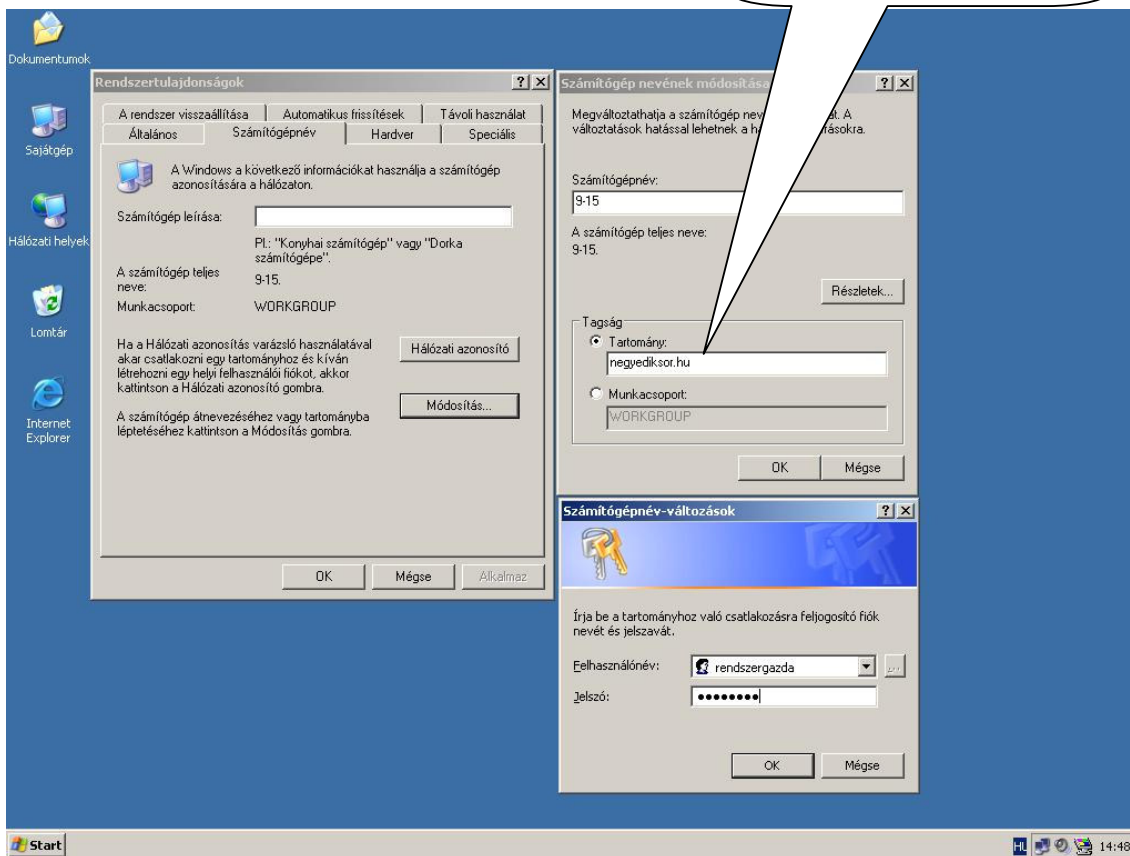 Dokumentumok
Sajátgép
Hálózati helyek
Lomtár
Internet
Explorer
Rendszertulajdonságok
A rendszer visszaállítása
Automatikus frissítések
Távoli használat
Általános
Számítógépnév
Hardver
Speciális
A Windows a következő információkat használja a számítógép
azonosítására a hálózaton.
Számítógép leírása:
Pl.: "Konyhai számítógép" vagy "Dorka
számítógépe".
A számítógép teljes
neve:
9-15.
Munkacsoport:
WORKGROUP
Ha a Hálózati azonosítás varázsló használatával
akar csatlakozni egy tartományhoz és kíván
létrehozni egy helyi felhasználói fiókot, akkor
kattintson a Hálózati azonosító gombra.
Hálózati azonosító
A számítógép átnevezéséhez vagy tartományba
léptetéséhez kattintson a Módosítás gombra.
Módosítás...
OK
Mégse
Alkalmaz
Számítógép nevének módosítása
Megváltoztathatja a számítógép A
változtatások hatással lehetnek a
Számítógépnév:
9-15
A számítógép teljes neve:
9-15.
Részletek...
Tagság
Tartomány:
negyediksor.hu
Munkacsoport:
WORKGROUP
OK
Mégse
Számítógépnév-változások
Írja be a tartományhoz való csatlakozásra feljogosító fiók
nevét és jelszavát.
Felhasználónév:
rendszergazda
...
Jelszó:
••••••••
OK
Mégse
Start
HU
14:48